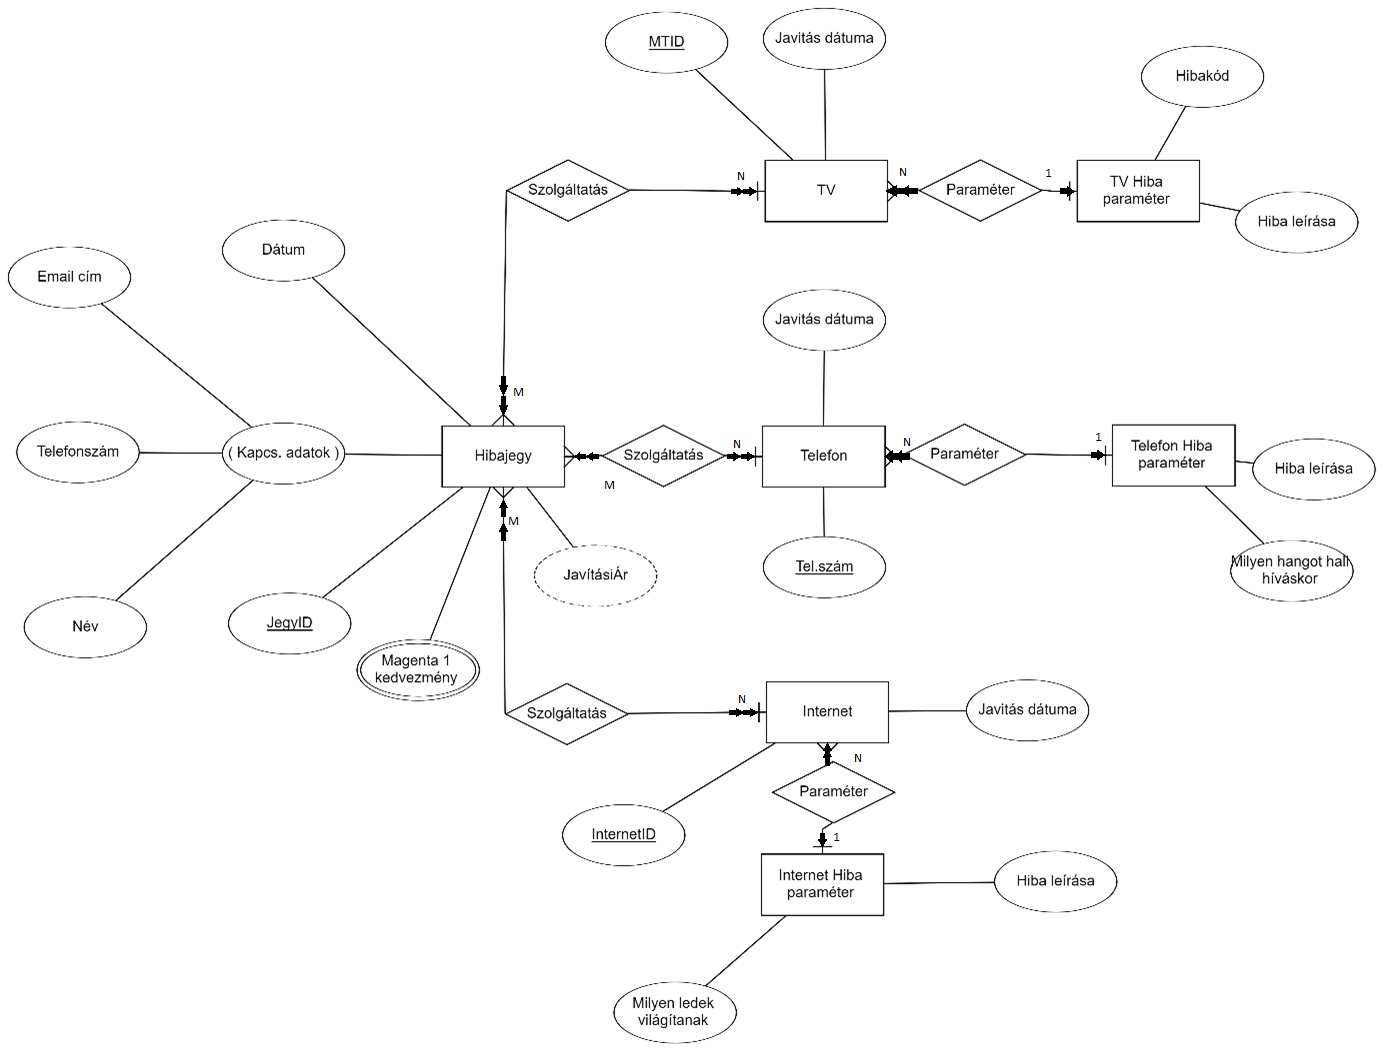 MTID
Javitás dátuma
Hibakód
Szolgáltatás
N
TV
N
Paraméter
1
TV Hiba
paraméter
Hiba leírása
Email cím
Dátum
Javitás dátuma
M
Telefonszám
( Kapcs. adatok )
Hibajegy
M
Szolgáltatás
N
Telefon
N
Paraméter
1
Telefon Hiba
paraméter
Hiba leírása
M
JavításiÁr
Tel.szám
Milyen hangot hall
híváskor
Név
JegyID
Magenta 1
kedvezmény
Szolgáltatás
N
Internet
Javitás dátuma
N
Paraméter
InternetID
1
Internet Hiba
paraméter
Hiba leírása
Milyen ledek
világítanak